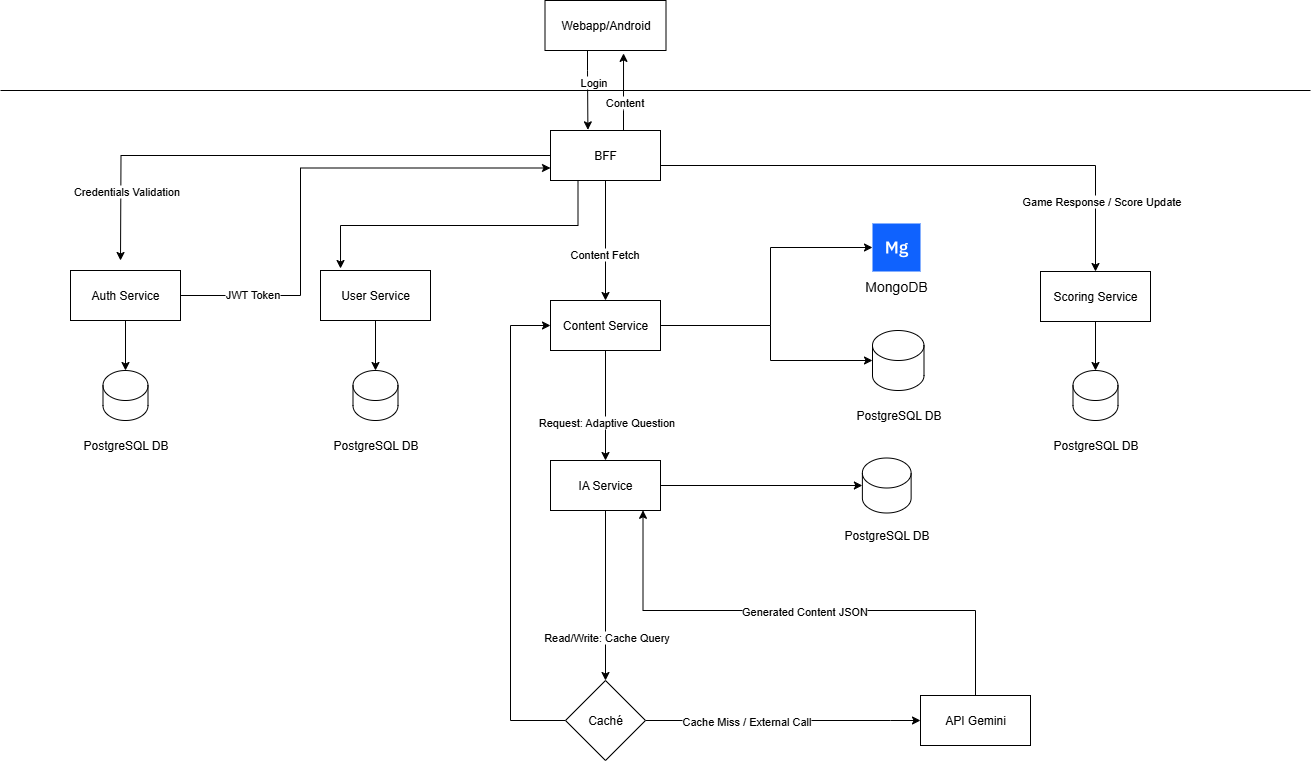 Webapp/Android
Login
Content
BFF
Credentials Validation
Game Response / Score Update
Content Fetch
Mg
MongoDB
Auth Service
JWT Token
User Service
Content Service
Scoring Service
PostgreSQL DB
PostgreSQL DB
PostgreSQL DB
PostgreSQL DB
Request: Adaptive Question
IA Service
PostgreSQL DB
Generated Content JSON
Read/Write: Cache Query
Caché
Cache Miss / External Call
API Gemini